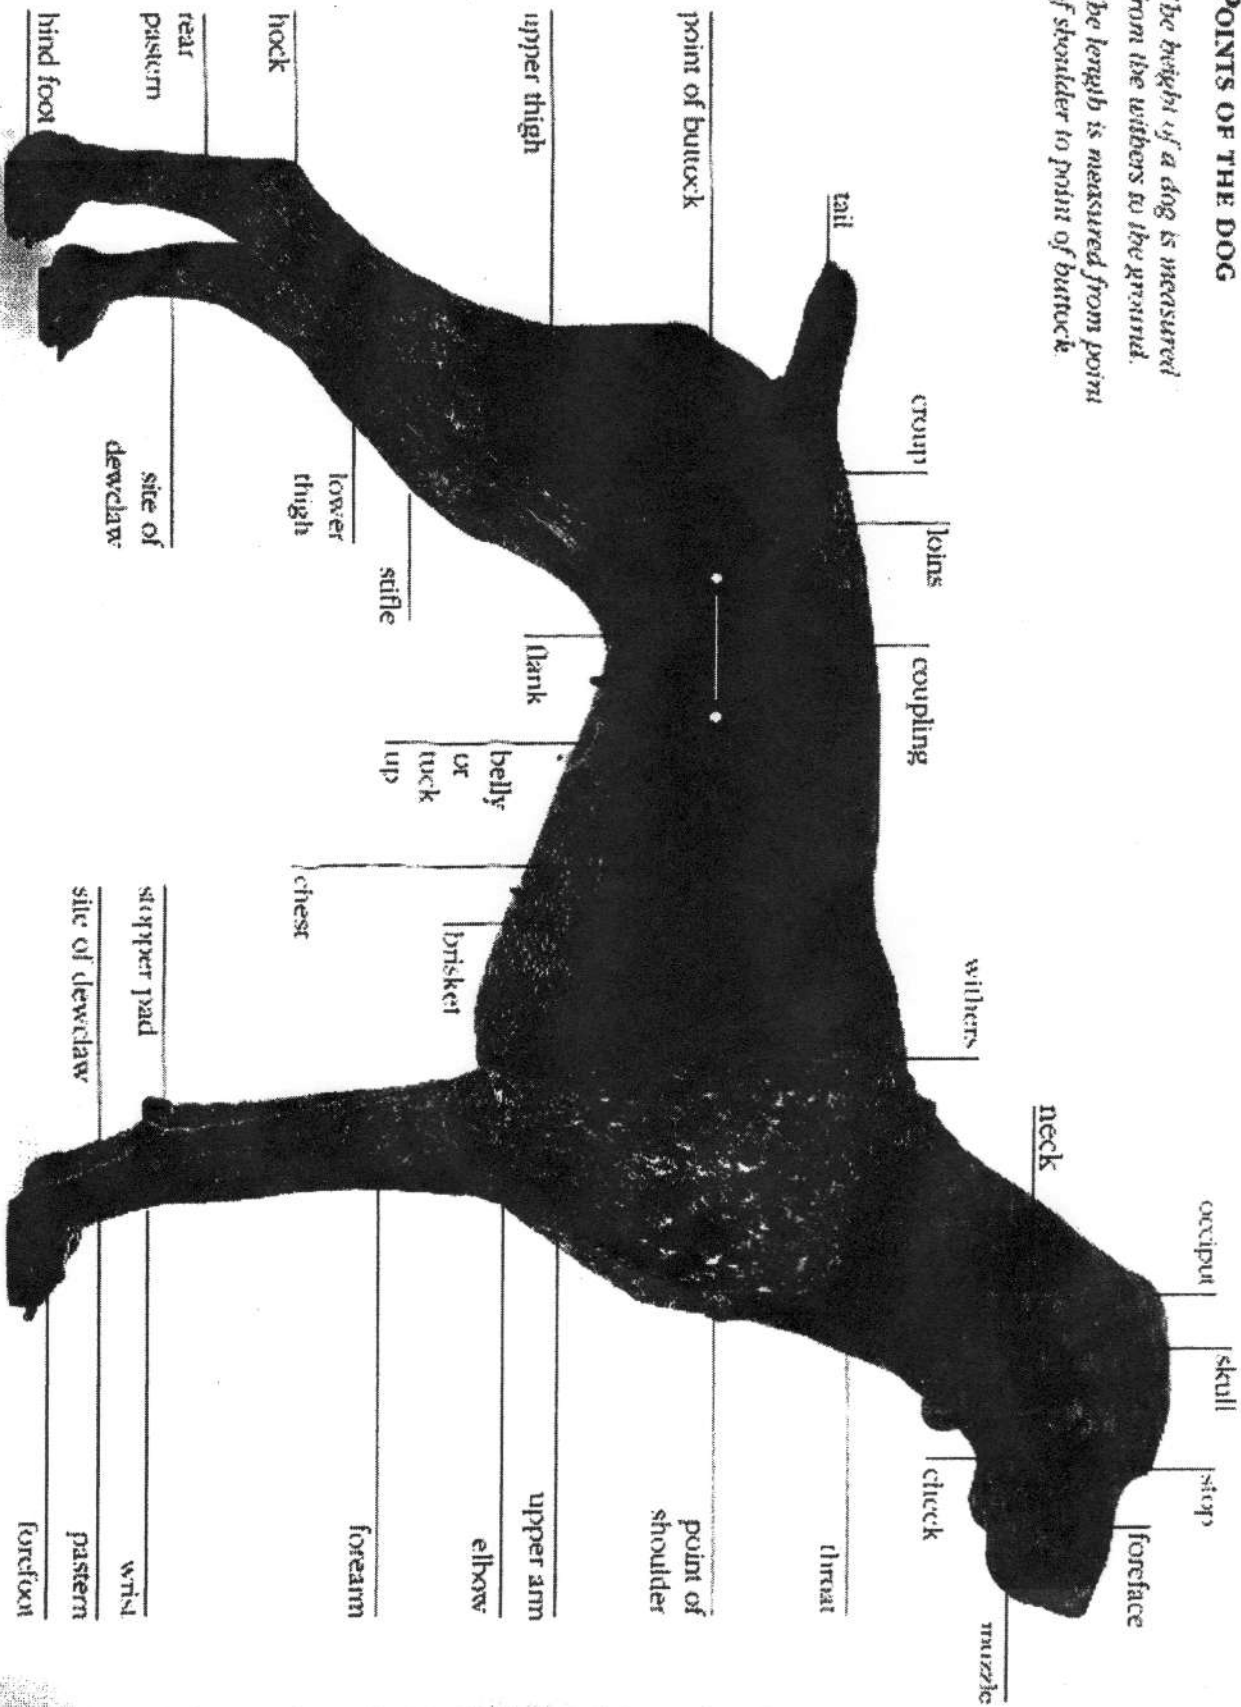 POINTS OF THE DOG
The height of a dog is measured
from the withers to the ground.
The length is measured from point
of shoulder to point of buttock.
tail
croup
loins
coupling
withers
neck
occiput
skull
stop
foreface
muzzle
cheek
throat
point of
shoulder
upper arm
elbow
forearm
wrist
pastern
forefoot
point of buttock
upper thigh
hock
rear
pastern
hind foot
site of
dewclaw
lower
thigh
stifle
flank
belly
or
tuck
up
chest
brisket
stopper pad
site of dewclaw